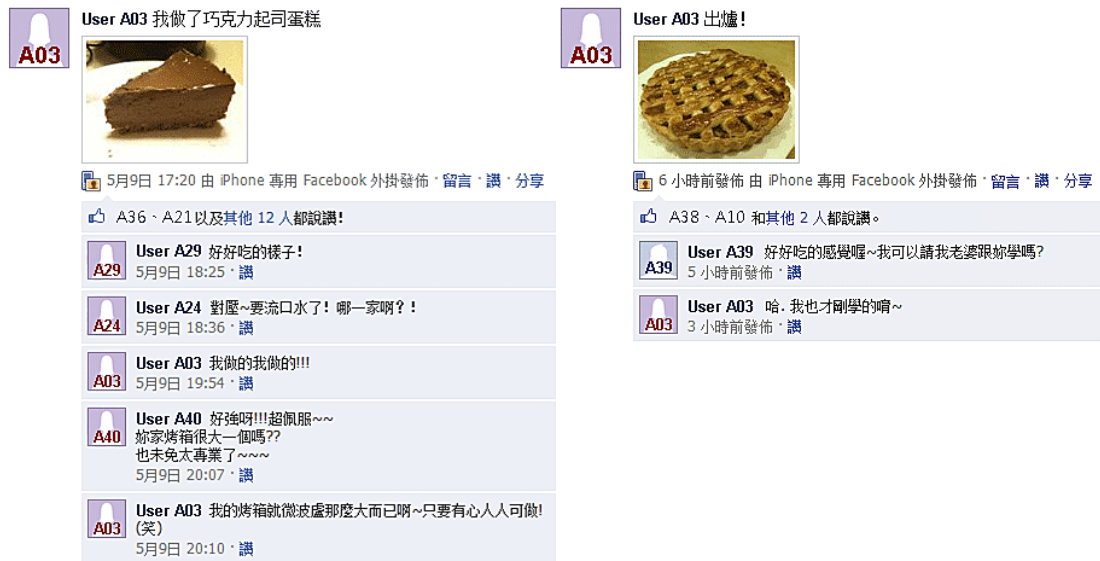 User A03 我做了巧克力起司蛋糕
A03
5月9日 17:20 由 iPhone 專用 Facebook 外掛發佈 · 留言 · 讚 · 分享
A36、A21以及其他 12 人都說讚!
User A29 好好吃的樣子!
A29
5月9日 18:25 · 讚
User A24 對壓~要流口水了! 哪一家啊?!
A24
5月9日 18:36 · 讚
User A03 我做的我做的!!!
A03
5月9日 19:54 · 讚
User A40 好強呀!!!超佩服~~
A40
妳家烤箱很大一個嗎??
也未免太專業了~~~
5月9日 20:07 · 讚
User A03 我的烤箱就微波盧那麼大而已啊~只要有心人人可做!
A03
(笑)
5月9日 20:10 · 讚
User A03 出爐!
A03
6 小時前發佈 由 iPhone 專用 Facebook 外掛發佈 · 留言 · 讚 · 分享
A38、A10 和其他 2 人都說讚。
User A39 好好吃的感覺喔~我可以請我老婆跟妳學嗎?
A39
5 小時前發佈 · 讚
User A03 哈. 我也才剛學的唷~
A03
3 小時前發佈 · 讚